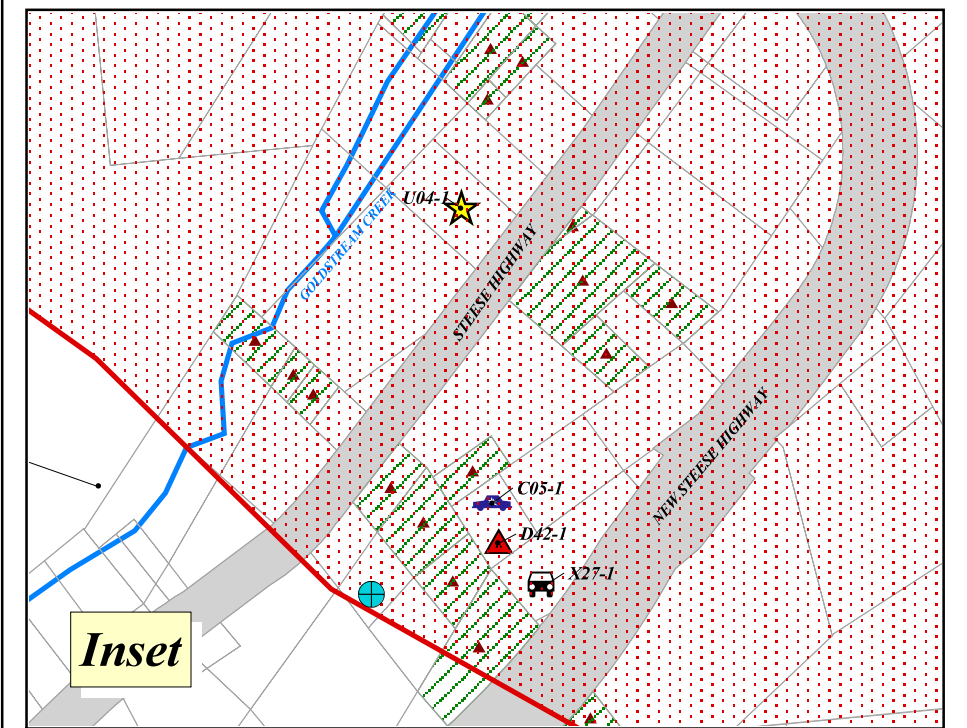 U04-1
GOLDSTREAM CREEK
STEESE HIGHWAY
NEW STEESE HIGHWAY
C05-1
D42-1
X27-1
Inset